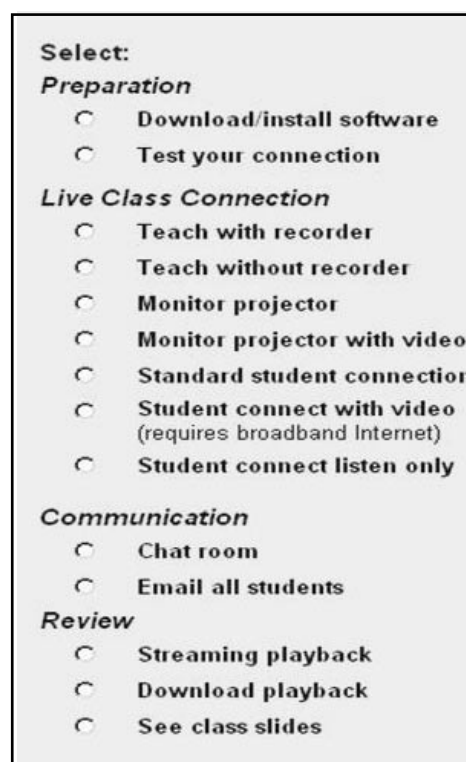 Select:
Preparation
Download/install software
Test your connection
Live Class Connection
Teach with recorder
Teach without recorder
Monitor projector
Monitor projector with video
Standard student connection
Student connect with video
(requires broadband Internet)
Student connect listen only
Communication
Chat room
Email all students
Review
Streaming playback
Download playback
See class slides